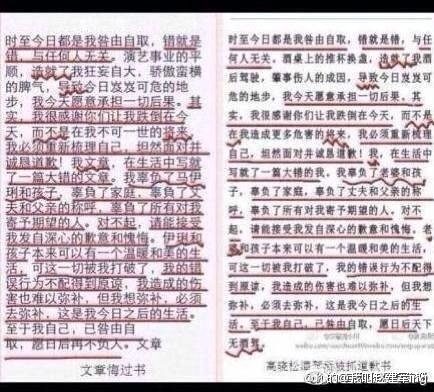 时至今日都是我咎由自取，错就是
错，与任何人无关。演艺事业的平
顺，造就了我狂妄自大、骄傲蛮横
的脾气，导致今日岌岌可危的地
步，我今天愿意承担一切后果。其
实，我很感谢你们让我跌倒在今
天，而不是在我不可一世的将来。
我必须重新梳理自己，坦然面对并
诚恳道歉！我文章，在生活中写就
了一篇大错的文章。我辜负了马伊
琍和孩子，辜负了家庭，辜负了丈
夫和父亲的称呼，辜负了所有对我
寄予期望的人。对不起，请能接受
我发自深心的歉意和愧悔。伊琍和
孩子本来可以有一个温暖和美的生
活，可这一切被我打破了，我的错
误行为不配得到原谅，我造成的伤
害也难以弥补，但我想弥补，必须
去弥补，这是我今日之后的生活。
至于我自己，已咎由自
取，愿日后再不负人。文章
文章悔过书
时至今日都是我咎由自取，错就是错，与任
何人无关。酒桌上的推杯换盏，造就了我酒
后驾驶，肇事伤人的成因，导致今日岌岌可危
的地步，我今天愿意承担一切后果。其实，
我很感谢你们让我跌倒在今天，而不是
在我造成更多危害的将来，我必须重新梳理
自己，坦然面对并诚恳道歉！我，在生活中
写就了一篇大错的我，我辜负了老婆和孩
子，辜负了家庭，辜负了丈夫和父亲的称
呼，辜负了所有对我寄予期望的人。对不
起，请能接受我发自深心的歉意和愧悔。老
婆和孩子本来可以有一个温暖和美的生活，
可这一切被我打破了，我的错误行为不配得
到原谅，我造成的伤害也难以弥补，但我想
弥补，必须去弥补，这是我今日之后的生
活。至于我自己，已咎由自取，愿日后天下
无酒驾。
高晓松酒驾被抓道歉书